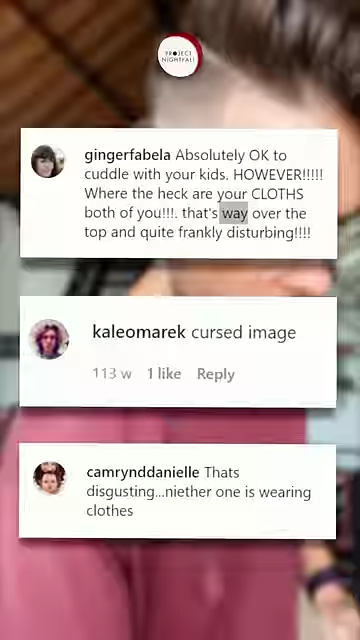 PROJECT
NIGHTFALL
gingerfabela Absolutely OK to
cuddle with your kids. HOWEVER!!!!!
Where the heck are your CLOTHS
both of you!!!. that's way over the
top and quite frankly disturbing!!!!
kaleomarek cursed image
113 w 1 like Reply
camrynddanielle Thats
disgusting...niether one is wearing
clothes